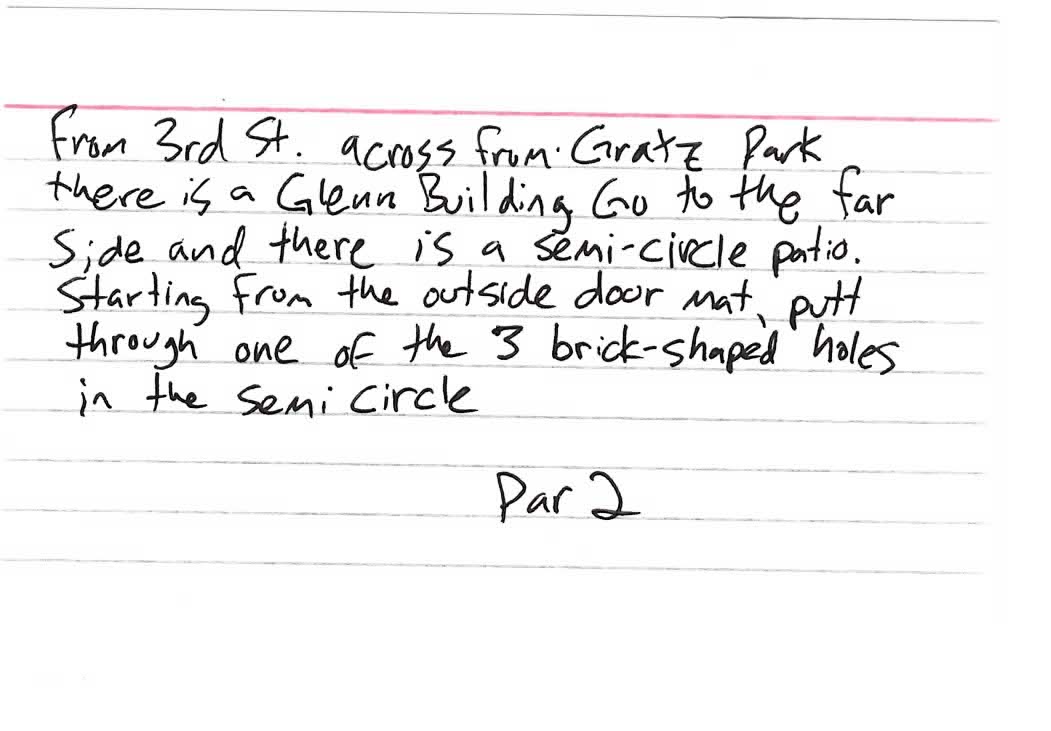 From 3rd St. across from Gratz Park
there is a Glenn Building Go to the far
side and there is a semi-circle patio.
Starting from the outside door mat, putt
through one of the 3 brick-shaped holes
in the semi circle
Par 2